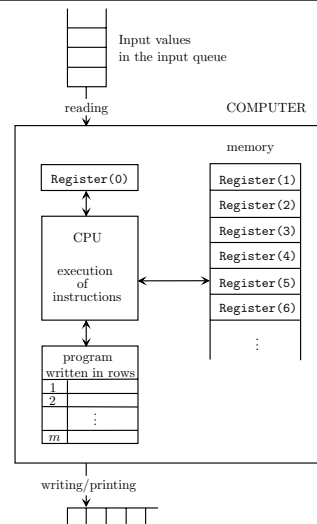 Input values
in the input queue
reading
COMPUTER
memory
Register(0)
Register(1)
Register(2)
Register(3)
Register(4)
Register(5)
Register(6)
⋮
CPU
execution
of
instructions
program
written in rows
1
2
⋮
m
writing/printing